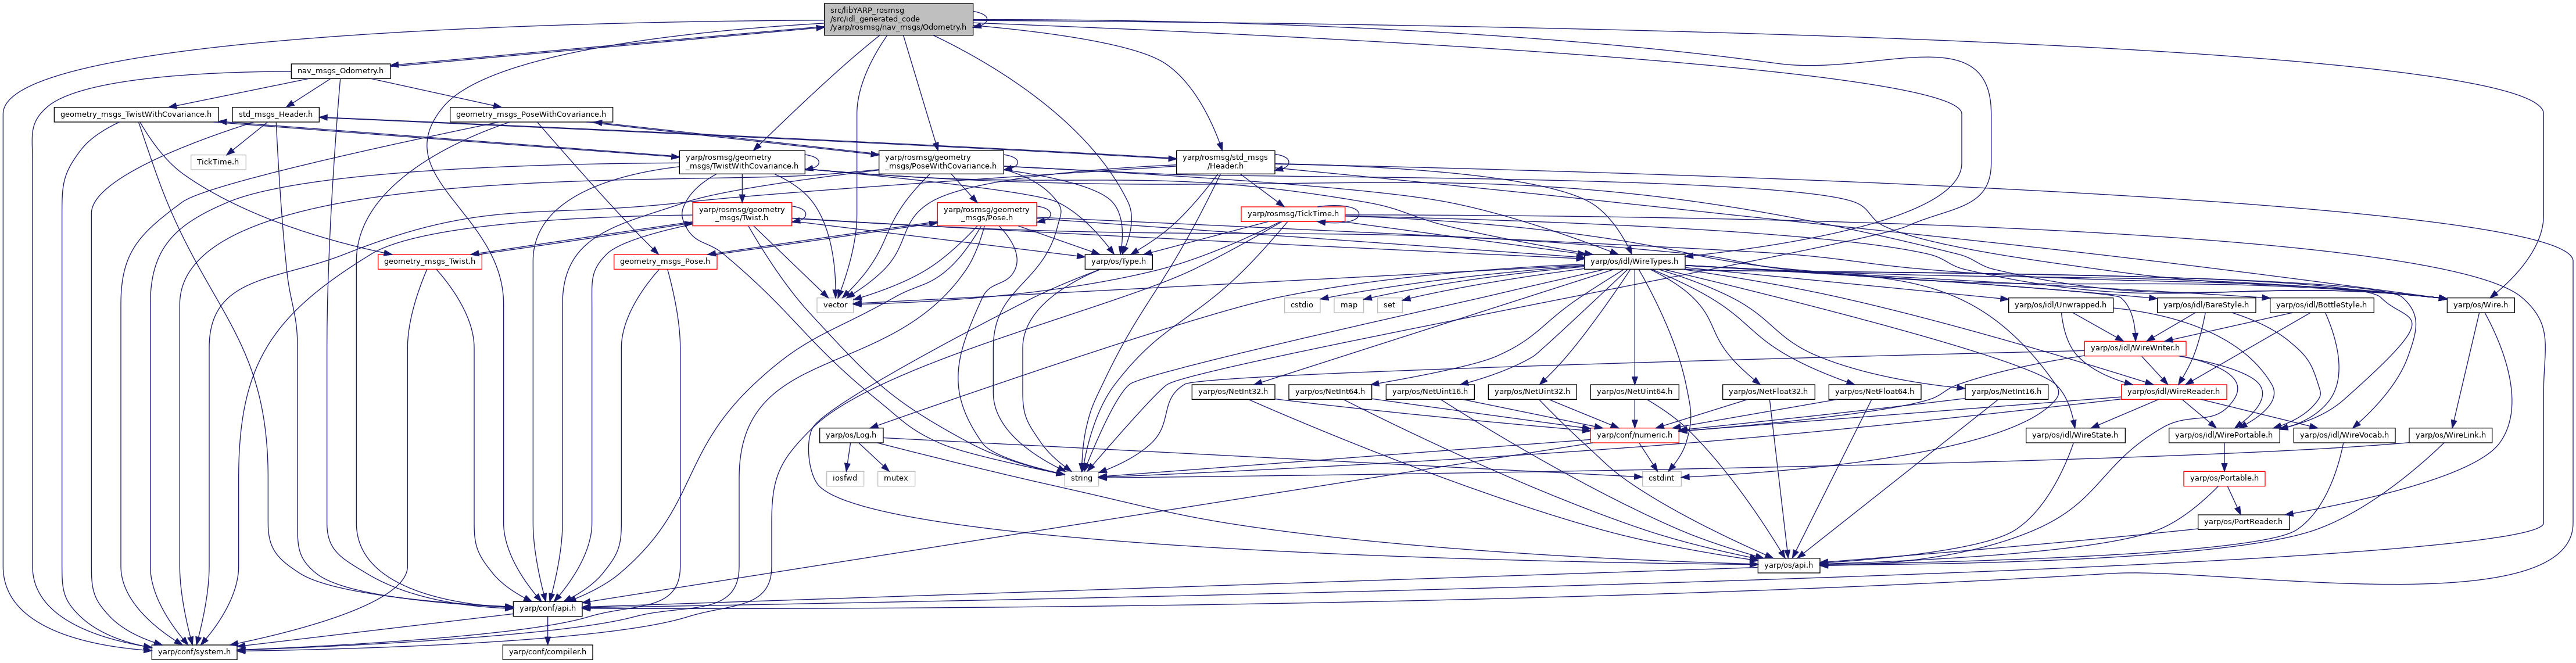 src/libYARP_rosmsg
/src/idl_generated_code
/yarp/rosmsg/nav_msgs/Odometry.h
nav_msgs_Odometry.h
geometry_msgs_TwistWithCovariance.h
std_msgs_Header.h
geometry_msgs_PoseWithCovariance.h
TickTime.h
yarp/rosmsg/geometry
_msgs/TwistWithCovariance.h
yarp/rosmsg/geometry
_msgs/PoseWithCovariance.h
yarp/rosmsg/std_msgs
/Header.h
yarp/rosmsg/geometry
_msgs/Twist.h
yarp/rosmsg/geometry
_msgs/Pose.h
yarp/rosmsg/TickTime.h
geometry_msgs_Twist.h
geometry_msgs_Pose.h
yarp/os/Type.h
yarp/os/idl/WireTypes.h
vector
cstdio
map
set
yarp/os/idl/Unwrapped.h
yarp/os/idl/BareStyle.h
yarp/os/idl/BottleStyle.h
yarp/os/Wire.h
yarp/os/idl/WireWriter.h
yarp/os/NetInt32.h
yarp/os/NetInt64.h
yarp/os/NetUint16.h
yarp/os/NetUint32.h
yarp/os/NetUint64.h
yarp/os/NetFloat32.h
yarp/os/NetFloat64.h
yarp/os/NetInt16.h
yarp/os/idl/WireReader.h
yarp/os/Log.h
yarp/conf/numeric.h
yarp/os/idl/WireState.h
yarp/os/idl/WirePortable.h
yarp/os/idl/WireVocab.h
yarp/os/WireLink.h
iosfwd
mutex
string
cstdint
yarp/os/Portable.h
yarp/os/PortReader.h
yarp/os/api.h
yarp/conf/api.h
yarp/conf/system.h
yarp/conf/compiler.h